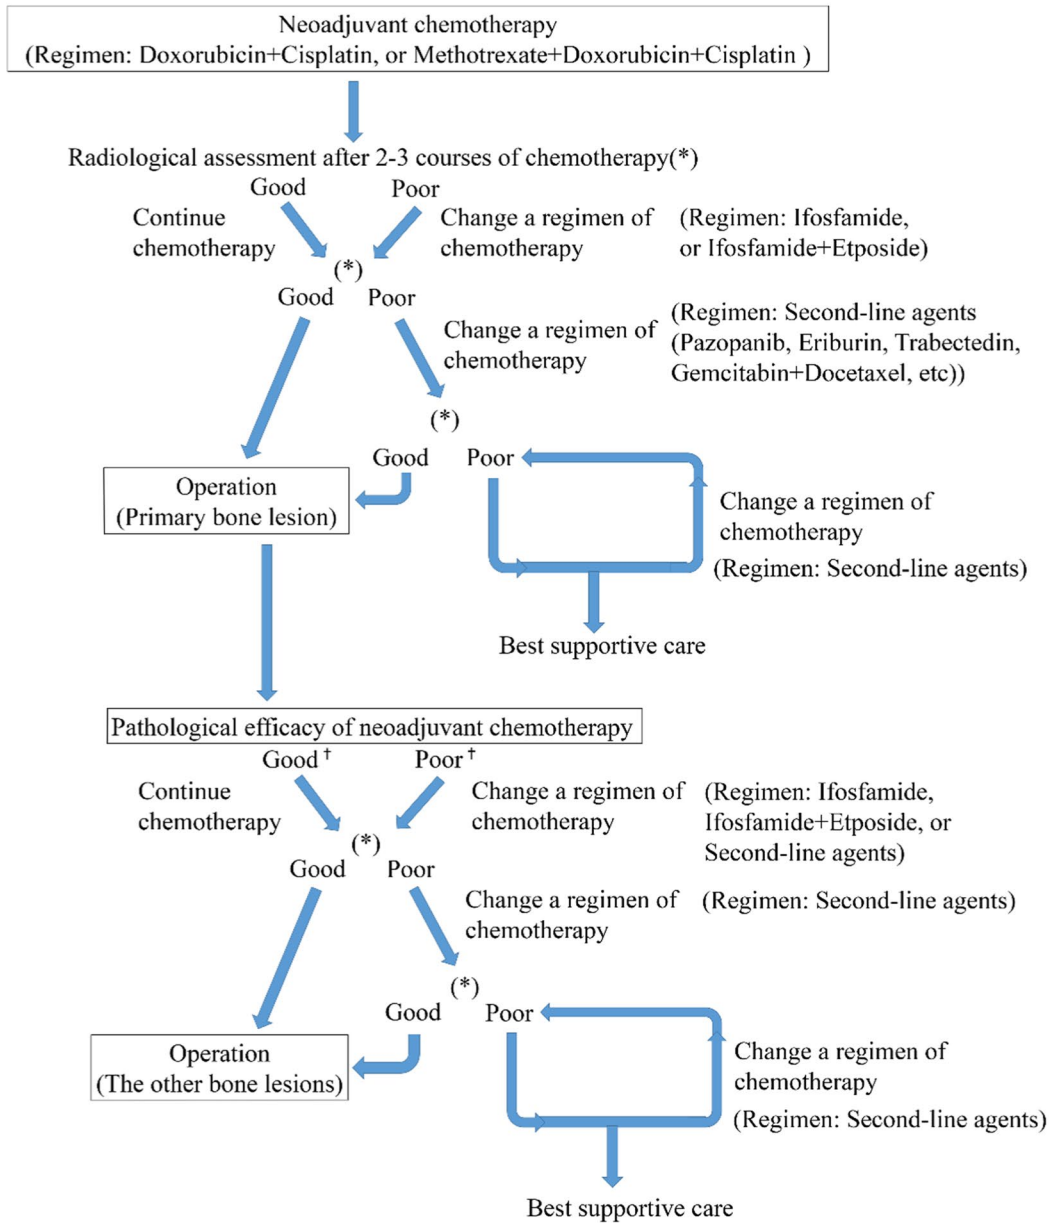 Neoadjuvant chemotherapy
(Regimen: Doxorubicin+Cisplatin, or Methotrexate+Doxorubicin+Cisplatin )
Radiological assessment after 2-3 courses of chemotherapy(*)
Good
Poor
Continue
chemotherapy
Change a regimen of
chemotherapy
(Regimen: Ifosfamide,
or Ifosfamide+Etposide)
(*)
Good
Poor
Change a regimen of
chemotherapy
(Regimen: Second-line agents
(Pazopanib, Eriburin, Trabectedin,
Gemcitabin+Docetaxel, etc))
(*)
Good
Poor
Operation
(Primary bone lesion)
Change a regimen of
chemotherapy
(Regimen: Second-line agents)
Best supportive care
Pathological efficacy of neoadjuvant chemotherapy
Good †
Poor †
Continue
chemotherapy
Change a regimen of
chemotherapy
(Regimen: Ifosfamide,
Ifosfamide+Etposide, or
Second-line agents)
(*)
Good
Poor
Change a regimen of
chemotherapy
(Regimen: Second-line agents)
(*)
Good
Poor
Operation
(The other bone lesions)
Change a regimen of
chemotherapy
(Regimen: Second-line agents)
Best supportive care